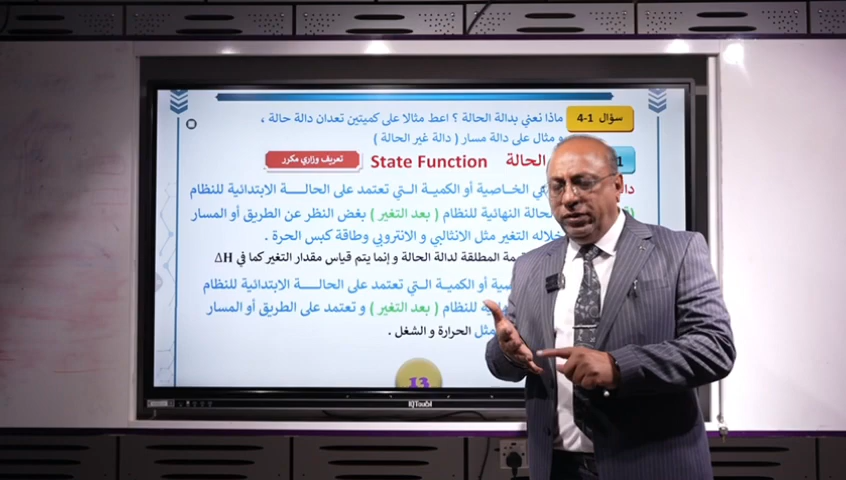 سؤال 1-4
ماذا نعني بدالة الحالة ؟ اعط مثالا على كميتين تعدان دالة حالة ،
و مثال على دالة مسار ( دالة غير الحالة )
1
الحالة State Function
تعريف وزاري مكرر
الخاصية أو الكمية التي تعتمد على الحالة الابتدائية للنظام
الحالة النهائية للنظام ( بعد التغير ) بغض النظر عن الطريق أو المسار
خلاله التغير مثل الانثالبي و الانتروبي وطاقة كبس الحرة .
المطلقة لدالة الحالة و إنما يتم قياس مقدار التغير كما في ΔH
أو الكمية التي تعتمد على الحالة الابتدائية للنظام
للنظام ( بعد التغير ) و تعتمد على الطريق أو المسار
مثل الحرارة و الشغل .
13
IQTouch